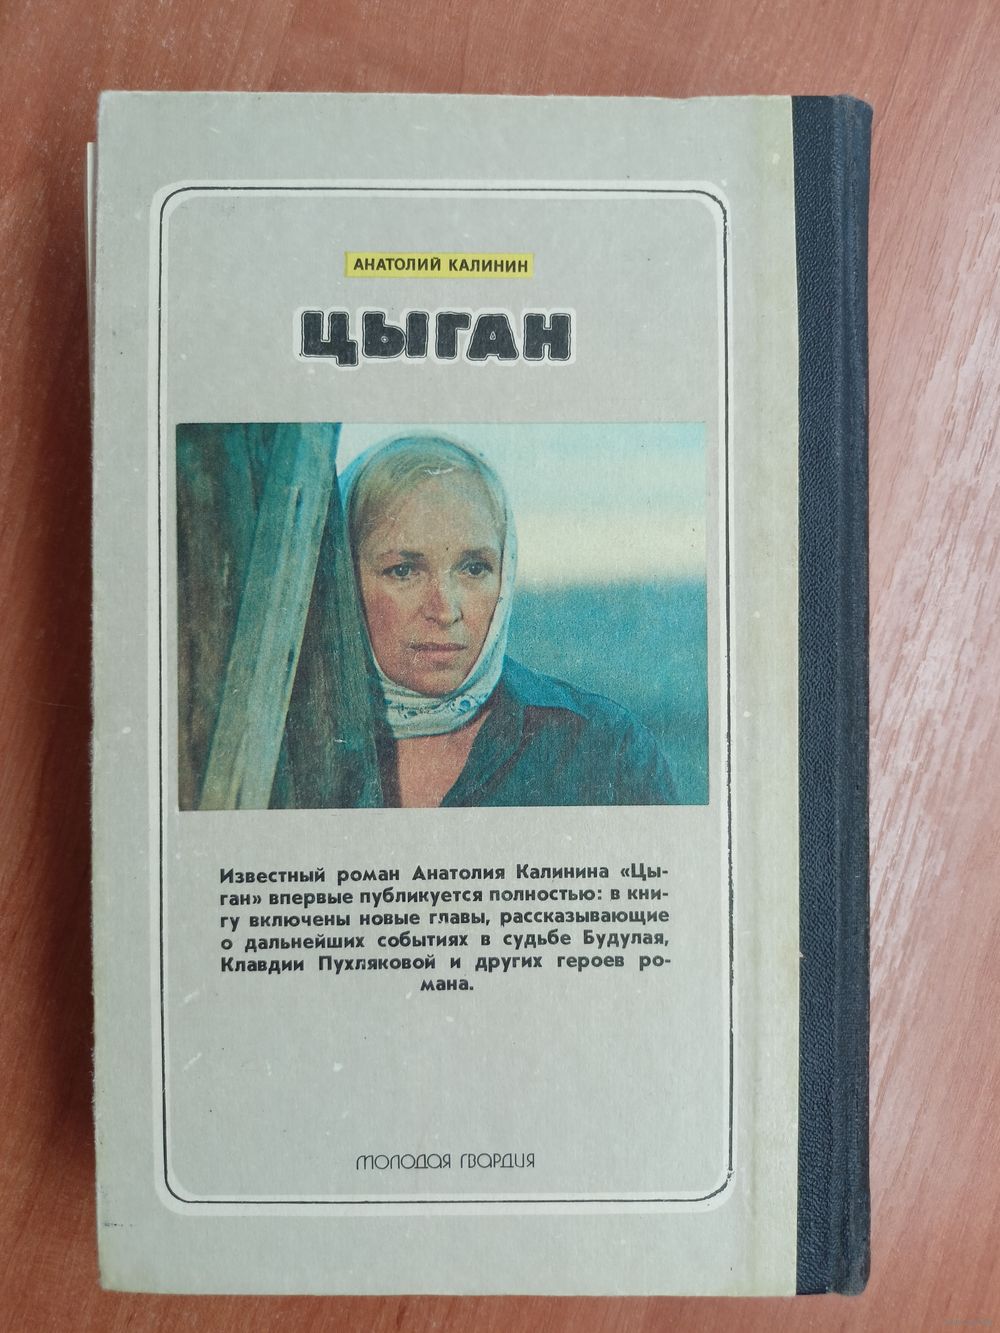 АНАТОЛИЙ КАЛИНИН
ЦЫГАН
Известный роман Анатолия Калинина «Цы-
ган» впервые публикуется полностью: в кни-
гу включены новые главы, рассказывающие
о дальнейших событиях в судьбе Будулая,
Клавдии Пухляковой и других героев ро-
мана.
МОЛОДАЯ ГВАРДИЯ